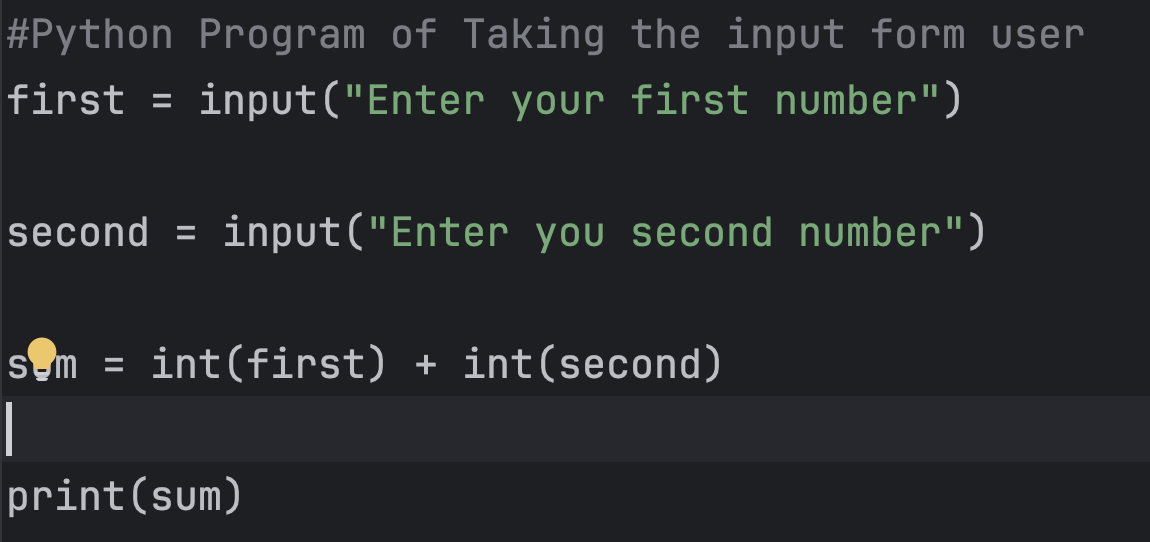 #Python Program of Taking the input form user
first = input("Enter your first number")
second = input("Enter you second number")
sum = int(first) + int(second)
print(sum)